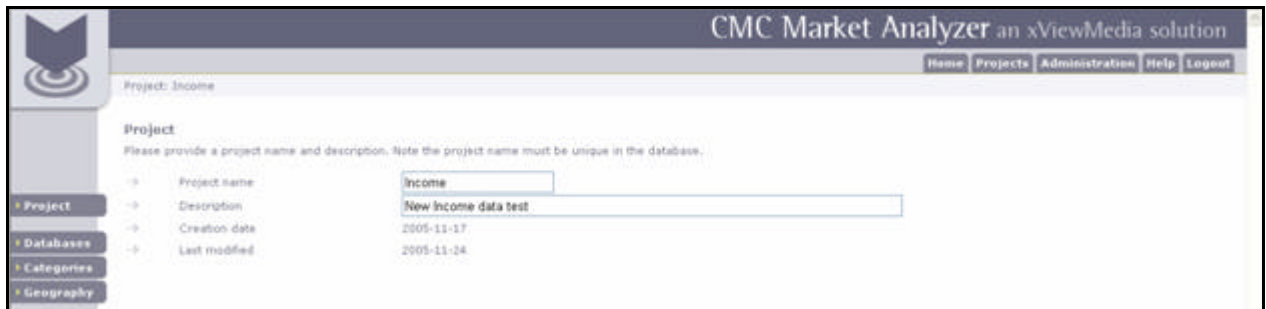 CMC Market Analyzer an xViewMedia solution
Home Projects Administration Help Logout
Project: Income
Project
Please provide a project name and description. Note the project name must be unique in the database.
Project name Income
Description New Income data test
Creation date 2005-11-17
Last modified 2005-11-24
Project
Databases
Categories
Geography